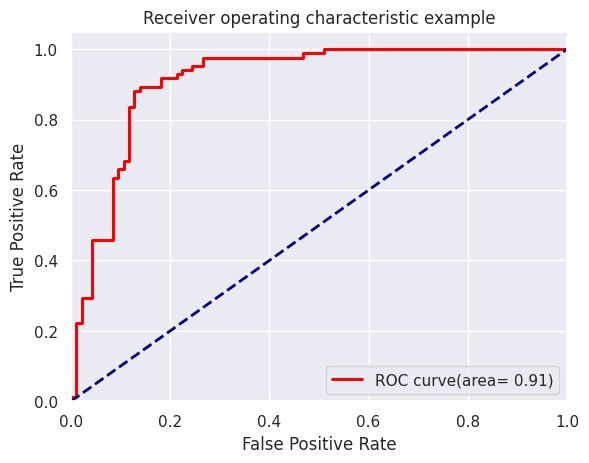 Receiver operating characteristic example
True Positive Rate
1.0
0.8
0.6
0.4
0.2
0.0
ROC curve(area= 0.91)
0.0 0.2 0.4 0.6 0.8 1.0
False Positive Rate